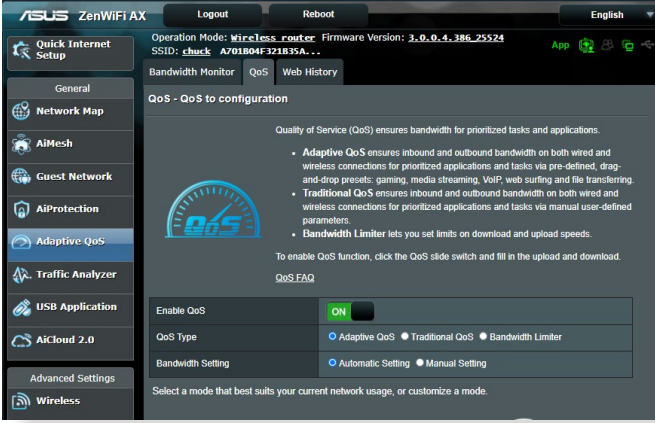 ASUS ZenWiFi AX
Logout
Reboot
English
Quick Internet
Setup
General
Network Map
AiMesh
Guest Network
AiProtection
Adaptive QoS
Traffic Analyzer
USB Application
AiCloud 2.0
Advanced Settings
Wireless
Operation Mode: Wireless router Firmware Version: 3.0.0.4.386_25524
SSID: chuck A701B04F321B35A...
App
Bandwidth Monitor QoS Web History
QoS - QoS to configuration
Quality of Service (QoS) ensures bandwidth for prioritized tasks and applications.
• Adaptive QoS ensures inbound and outbound bandwidth on both wired and
wireless connections for prioritized applications and tasks via pre-defined, drag-
and-drop presets: gaming, media streaming, VoIP, web surfing and file transferring.
• Traditional QoS ensures inbound and outbound bandwidth on both wired and
wireless connections for prioritized applications and tasks via manual user-defined
parameters.
• Bandwidth Limiter lets you set limits on download and upload speeds.
To enable QoS function, click the QoS slide switch and fill in the upload and download.
QoS FAQ
QoS
Enable QoS ON
QoS Type Adaptive QoS Traditional QoS Bandwidth Limiter
Bandwidth Setting Automatic Setting Manual Setting
Select a mode that best suits your current network usage, or customize a mode.